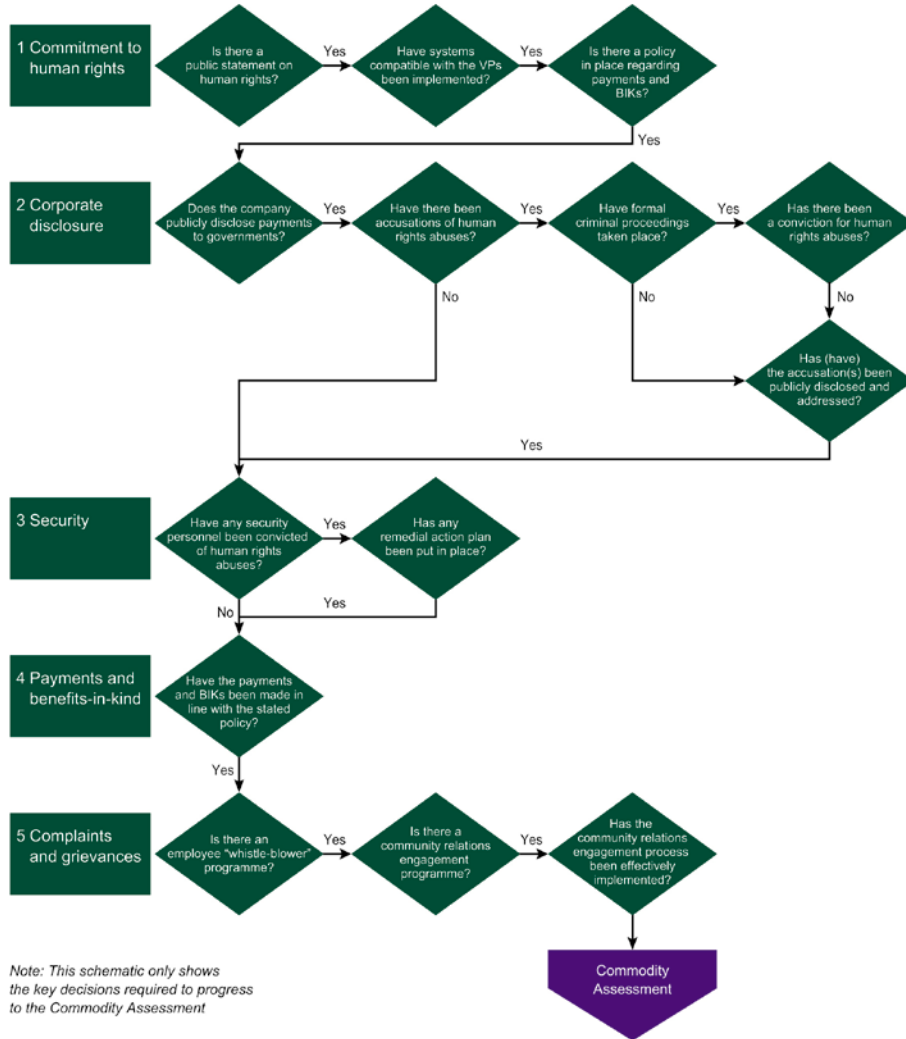 1 Commitment to
human rights
Is there a
public statement on
human rights?
Yes
Have systems
compatible with the VPs
been implemented?
Yes
Is there a policy
in place regarding
payments and
BIKs?
Yes
2 Corporate
disclosure
Does the company
publicly disclose payments
to governments?
Yes
Have there been
accusations of human
rights abuses?
Yes
Have formal
criminal proceedings
taken place?
Yes
Has there been
a conviction for human
rights abuses?
No
No
No
Has (have)
the accusation(s) been
publicly disclosed and
addressed?
Yes
3 Security
Have any security
personnel been convicted
of human rights
abuses?
Yes
Has any
remedial action plan
been put in place?
No
Yes
4 Payments and
benefits-in-kind
Have the payments
and BIKs been made in
line with the stated
policy?
Yes
5 Complaints
and grievances
Is there an
employee “whistle-blower”
programme?
Yes
Is there a
community relations
engagement
programme?
Yes
Has the
community relations
engagement process
been effectively
implemented?
Note: This schematic only shows
the key decisions required to progress
to the Commodity Assessment
Commodity
Assessment